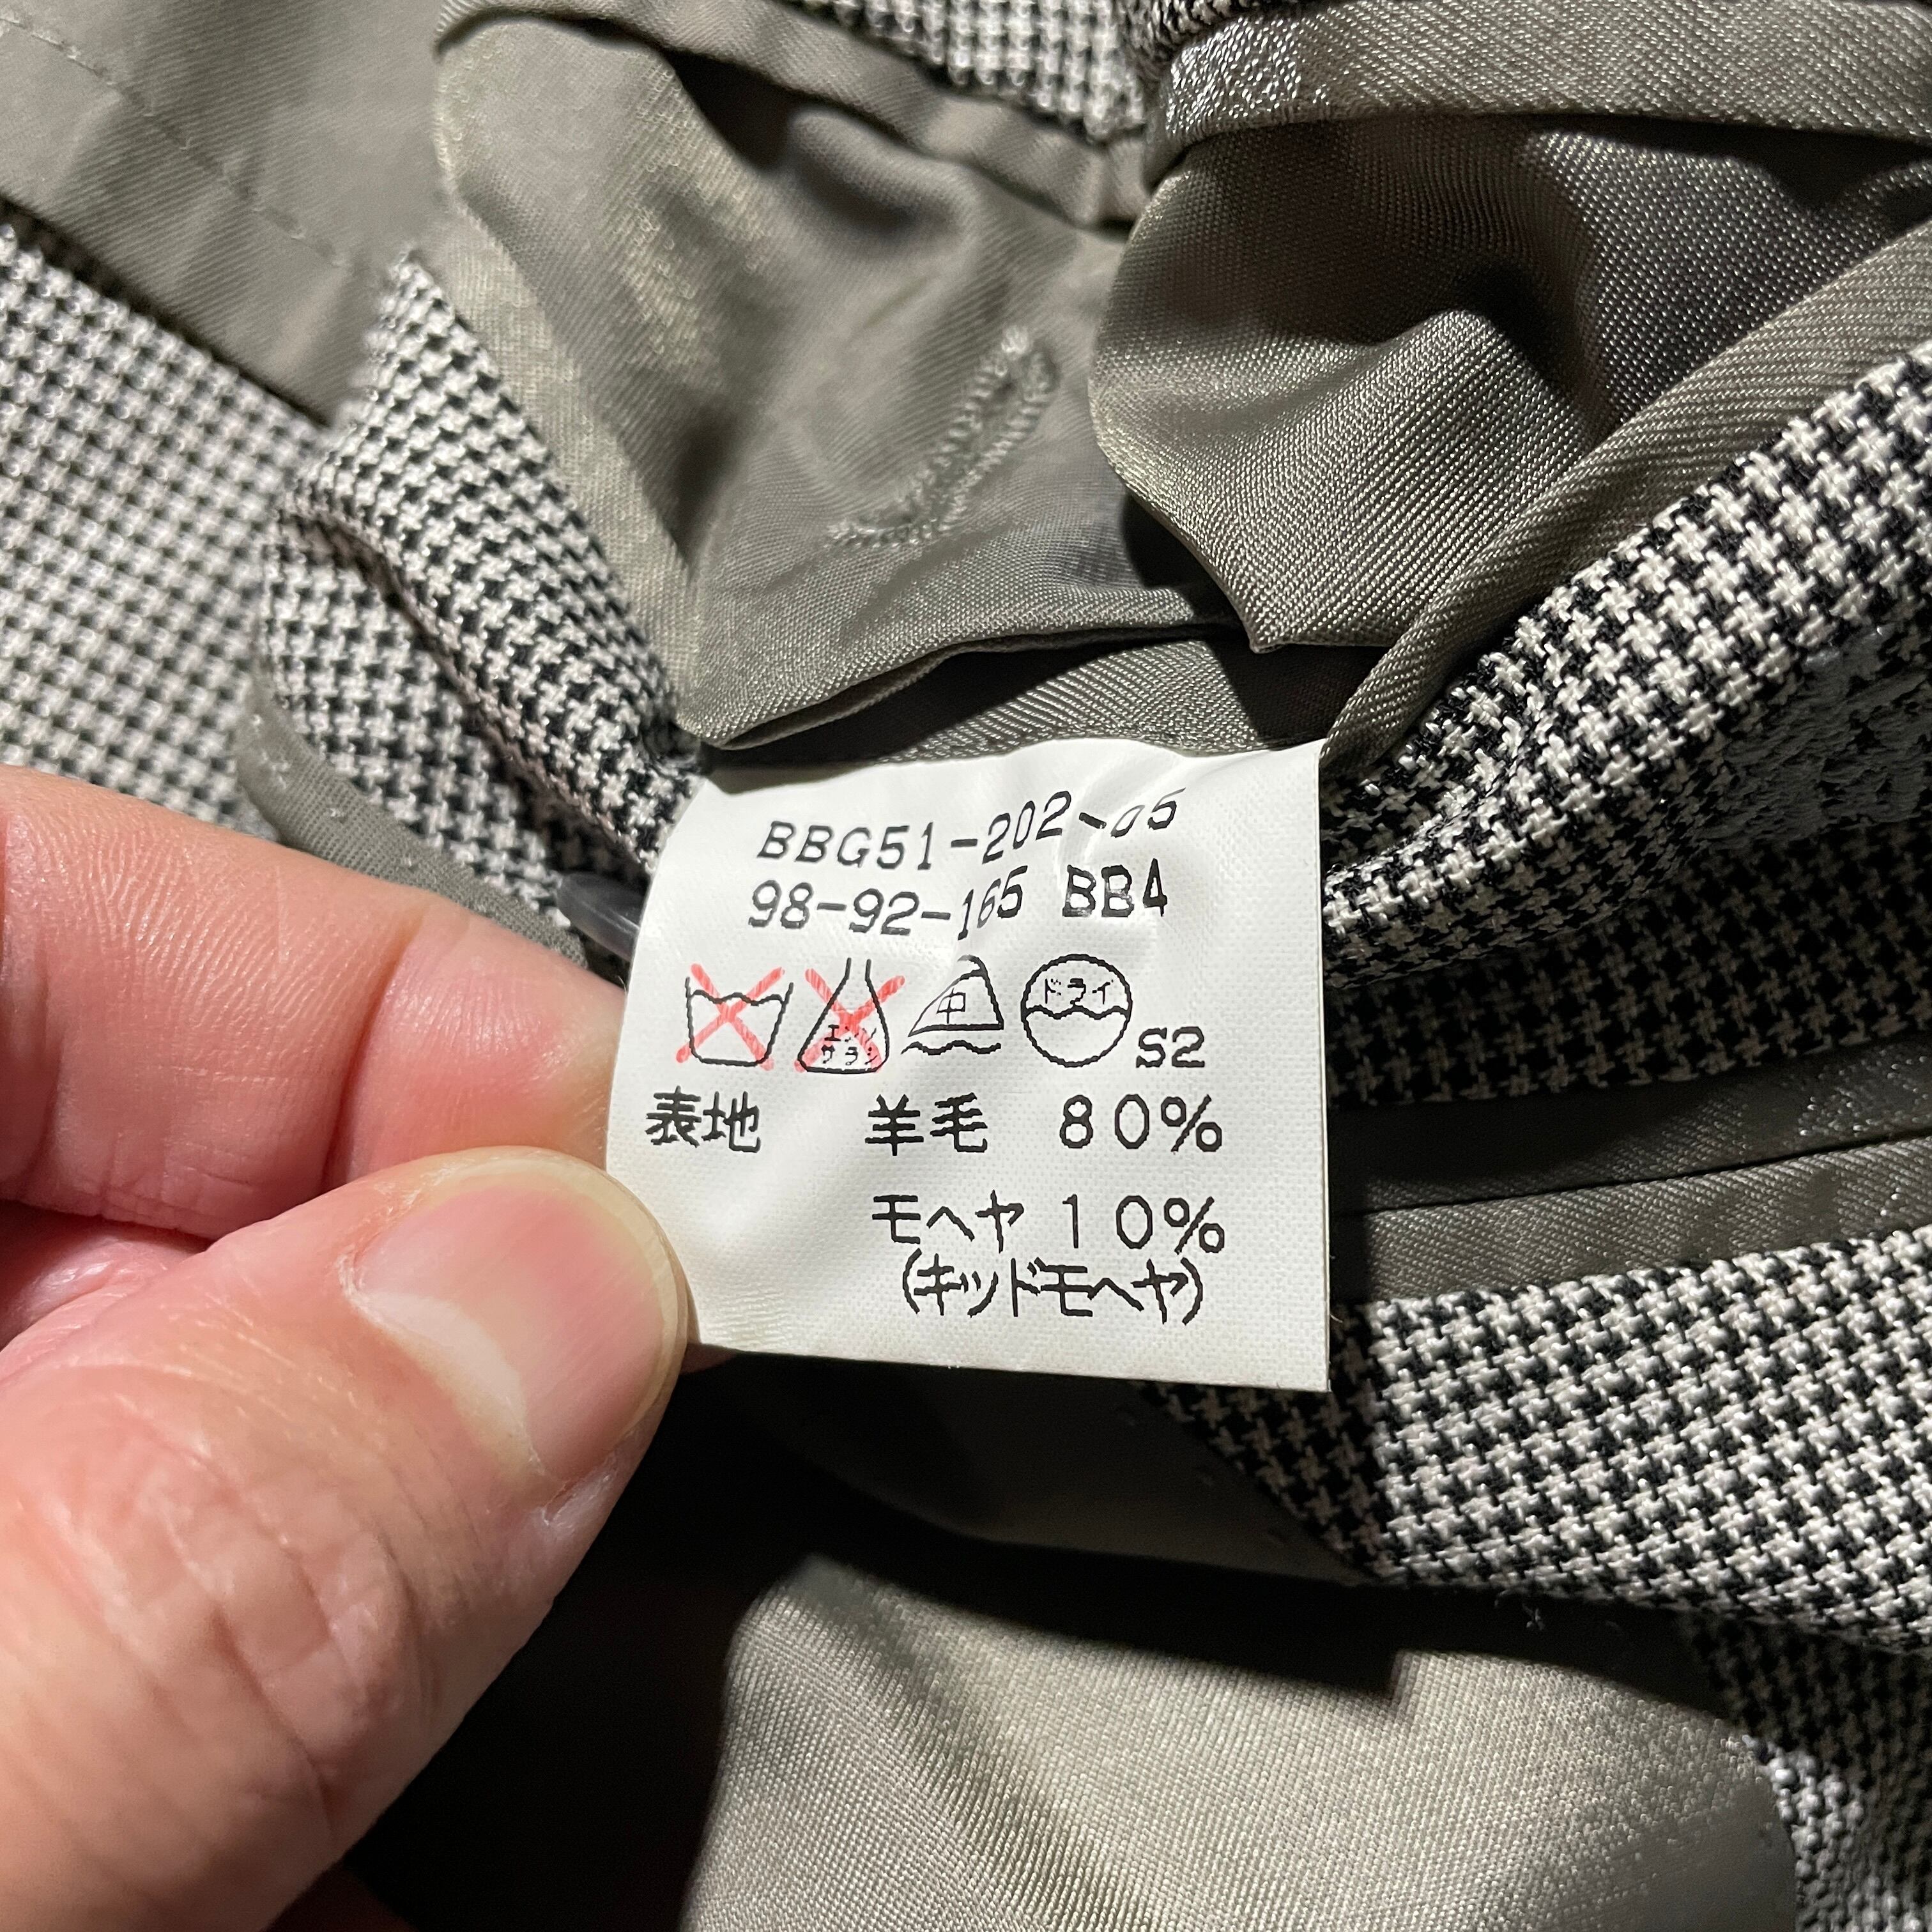 BBG51-202-05
98-92-165 BB4
エンソ
サラシ
中
ドライ
S2
表地 羊毛 80%
モヘヤ 10%
(キッドモヘヤ)